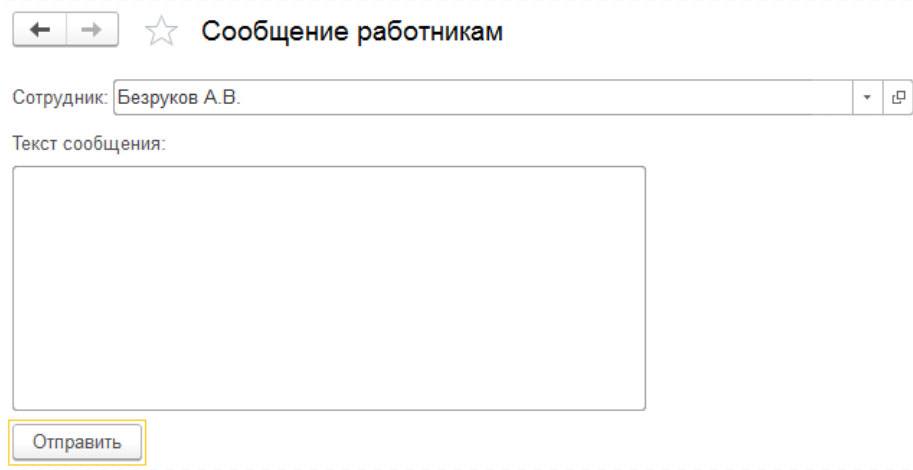 Сообщение работникам
Сотрудник: Безруков А.В.
Текст сообщения:
Отправить